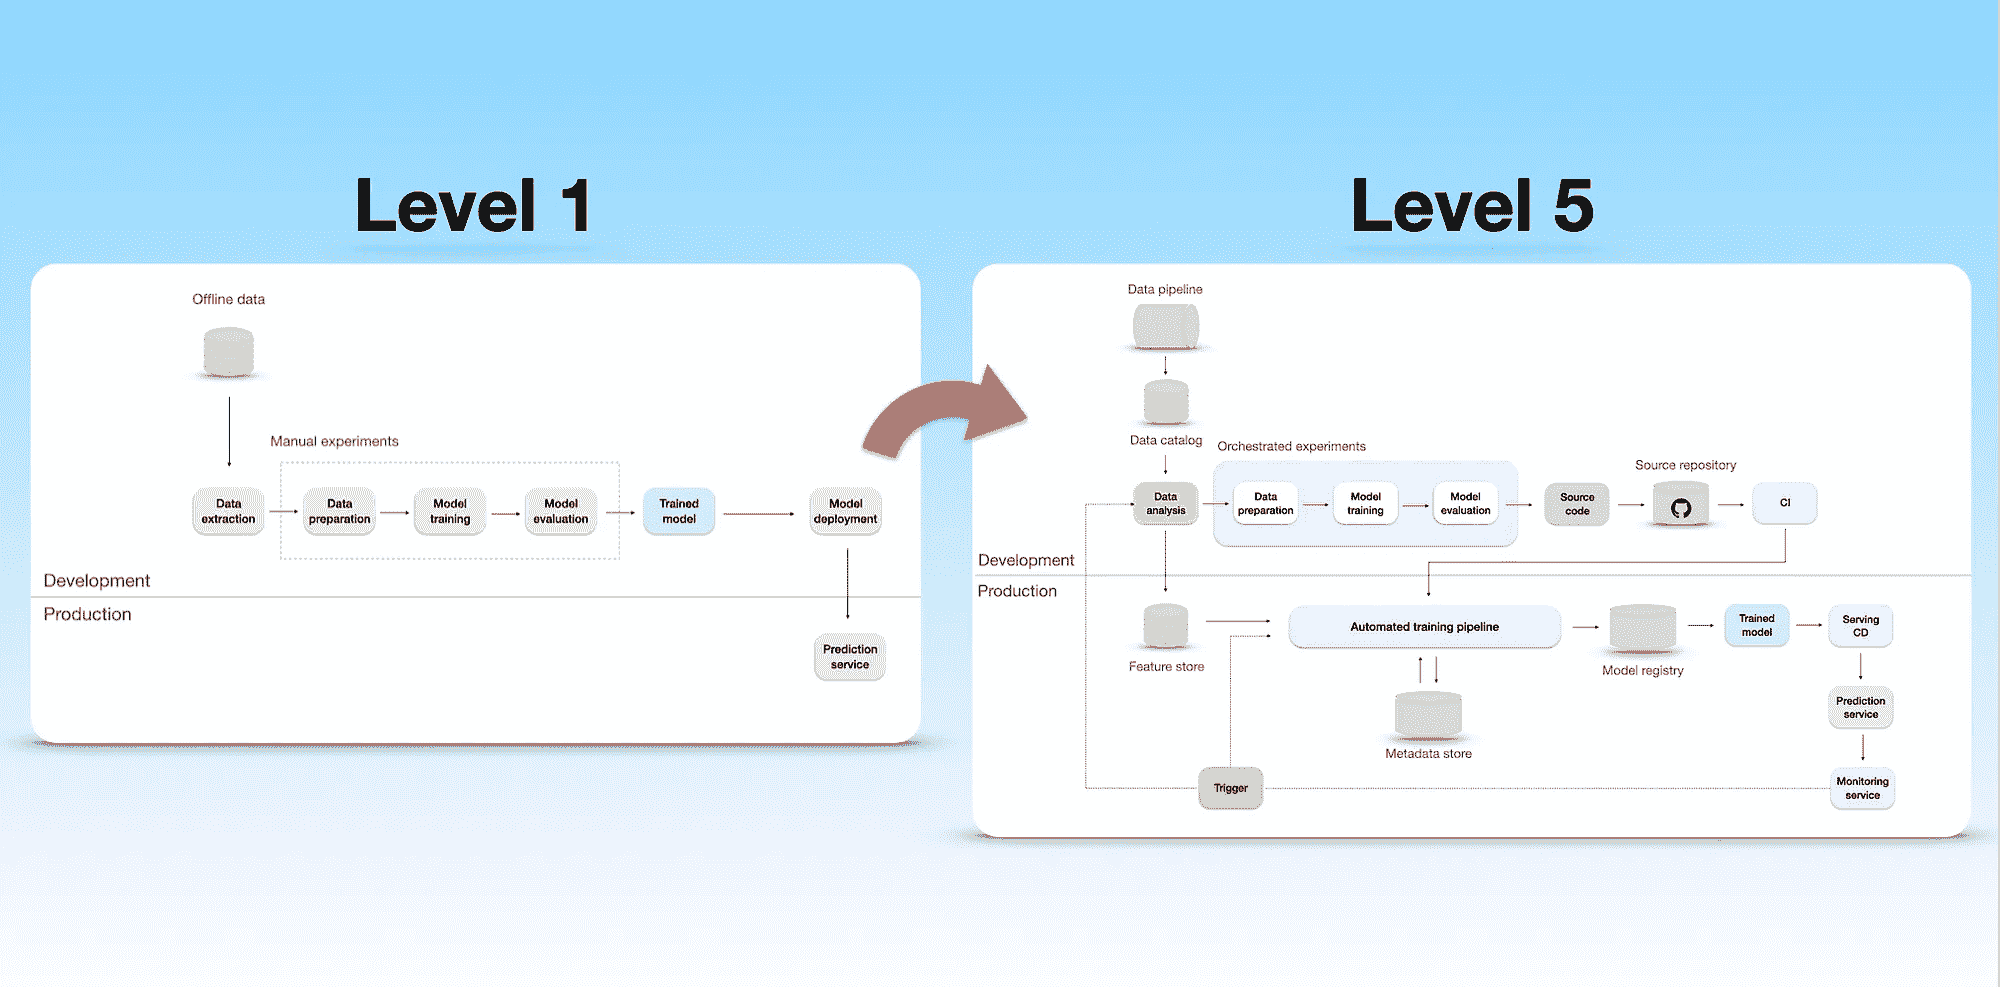 Level 1
Offline data
Manual experiments
Data
extraction
Data
preparation
Model
training
Model
evaluation
Trained
model
Model
deployment
Development
Production
Prediction
service
Level 5
Data pipeline
Data catalog
Orchestrated experiments
Source repository
Data
analysis
Data
preparation
Model
training
Model
evaluation
Source
code
CI
Development
Production
Feature store
Automated training pipeline
Model registry
Trained
model
Serving
CD
Metadata store
Prediction
service
Trigger
Monitoring
service